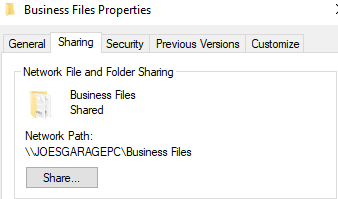 Business Files Properties
General Sharing Security Previous Versions Customize
Network File and Folder Sharing
Business Files
Shared
Network Path:
\\JOESGARAGEPC\Business Files
Share...